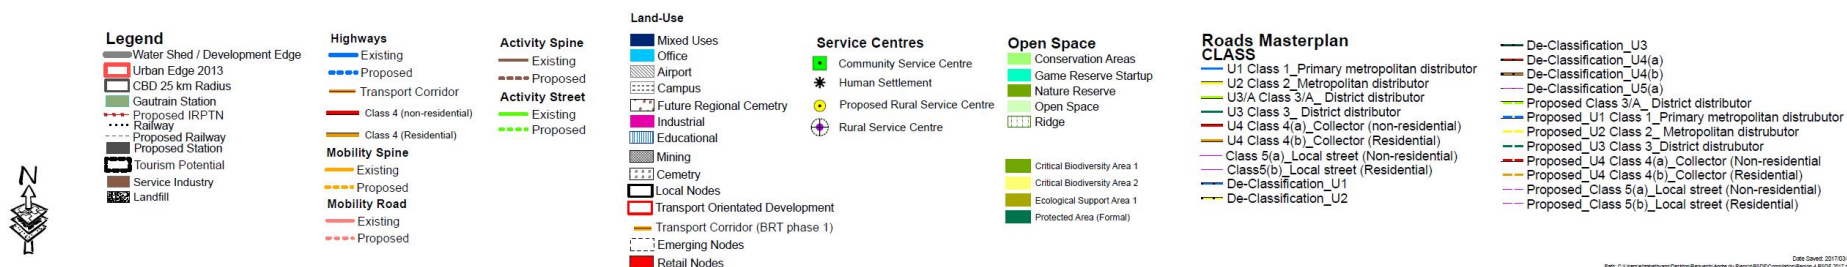 N
Legend
Water Shed / Development Edge
Urban Edge 2013
CBD 25 km Radius
Gautrain Station
Proposed IRPTN
Railway
Proposed Railway
Proposed Station
Tourism Potential
Service Industry
Landfill
Highways
Existing
Proposed
Transport Corridor
Class 4 (non-residential)
Class 4 (Residential)
Mobility Spine
Existing
Proposed
Mobility Road
Existing
Proposed
Activity Spine
Existing
Proposed
Activity Street
Existing
Proposed
Land-Use
Mixed Uses
Office
Airport
Campus
Future Regional Cemetry
Industrial
Educational
Mining
Cemetry
Local Nodes
Transport Orientated Development
Transport Corridor (BRT phase 1)
Emerging Nodes
Retail Nodes
Service Centres
Community Service Centre
Human Settlement
Proposed Rural Service Centre
Rural Service Centre
Open Space
Conservation Areas
Game Reserve Startup
Nature Reserve
Open Space
Ridge
Critical Biodiversity Area 1
Critical Biodiversity Area 2
Ecological Support Area 1
Protected Area (Formal)
Roads Masterplan
CLASS
U1 Class 1_Primary metropolitan distributor
U2 Class 2_Metropolitan distributor
U3/A Class 3/A_ District distributor
U3 Class 3_ District distributor
U4 Class 4(a)_Collector (non-residential)
U4 Class 4(b)_Collector (Residential)
Class 5(a)_Local street (Non-residential)
Class5(b)_Local street (Residential)
De-Classification_U1
De-Classification_U2
De-Classification_U3
De-Classification_U4(a)
De-Classification_U4(b)
De-Classification_U5(a)
Proposed Class 3/A_ District distributor
Proposed_U1 Class 1_Primary metropolitan distrubutor
Proposed_U2 Class 2_ Metropolitan distrubutor
Proposed_U3 Class 3_District distrubutor
Proposed_U4 Class 4(a)_Collector (Non-residential
Proposed_U4 Class 4(b)_Collector (Residential)
Proposed_Class 5(a)_Local street (Non-residential)
Proposed_Class 5(b)_Local street (Residential)
Date Saved: 2017/03/